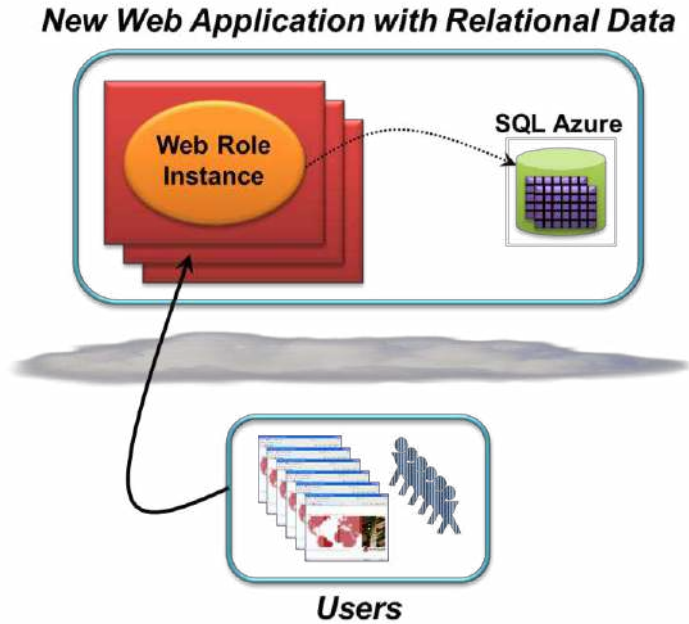 New Web Application with Relational Data
Web Role
Instance
SQL Azure
Users